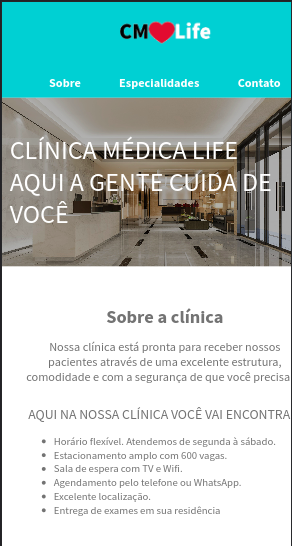 CM Life
Sobre Especialidades Contato
CLÍNICA MÉDICA LIFE
AQUI A GENTE CUIDA DE
VOCÊ
Sobre a clínica
Nossa clínica está pronta para receber nossos
pacientes através de uma excelente estrutura,
comodidade e com a segurança de que você precisa
AQUI NA NOSSA CLÍNICA VOCÊ VAI ENCONTRA
Horário flexível. Atendemos de segunda à sábado.
Estacionamento amplo com 600 vagas.
Sala de espera com TV e Wifi.
Agendamento pelo telefone ou WhatsApp.
Excelente localização.
Entrega de exames em sua residência